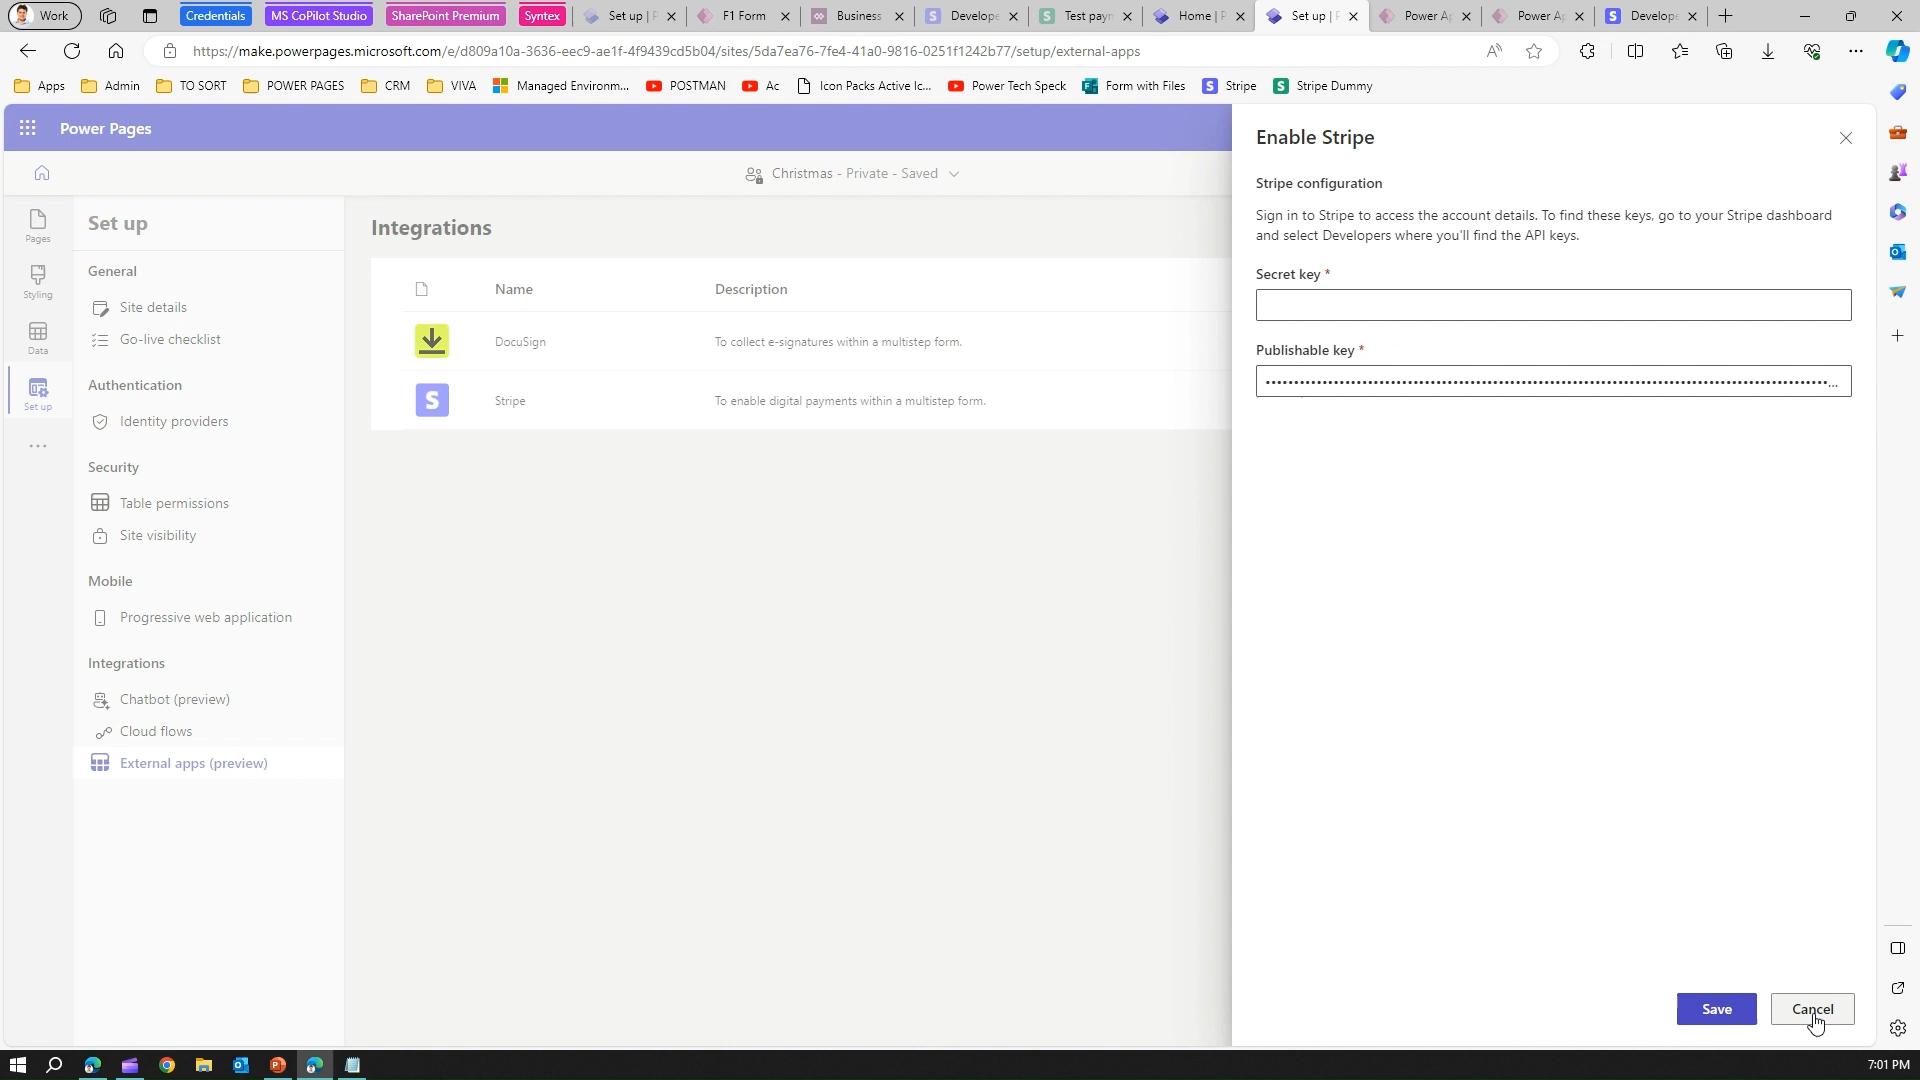 Work
Credentials
MS CoPilot Studio
SharePoint Premium
Syntex
Set up | P
F1 Form
Business
Develope
Test paym
Home | P
Set up | P
Power Ap
Power Ap
Develope
https://make.powerpages.microsoft.com/e/d809a10a-3636-eec9-ae1f-4f9439cd5b04/sites/5da7ea76-7fe4-41a0-9816-0251f1242b77/setup/external-apps
Apps
Admin
TO SORT
POWER PAGES
CRM
VIVA
Managed Environm...
POSTMAN
Ac
Icon Packs Active Ic...
Power Tech Speck
Form with Files
Stripe
Stripe Dummy
Power Pages
Christmas - Private - Saved
Pages
Styling
Data
Set up
Set up
General
Site details
Go-live checklist
Authentication
Identity providers
Security
Table permissions
Site visibility
Mobile
Progressive web application
Integrations
Chatbot (preview)
Cloud flows
External apps (preview)
Integrations
Name
Description
DocuSign
To collect e-signatures within a multistep form.
S
Stripe
To enable digital payments within a multistep form.
Enable Stripe
Stripe configuration
Sign in to Stripe to access the account details. To find these keys, go to your Stripe dashboard
and select Developers where you'll find the API keys.
Secret key *
Publishable key *
Save
Cancel
7:01 PM